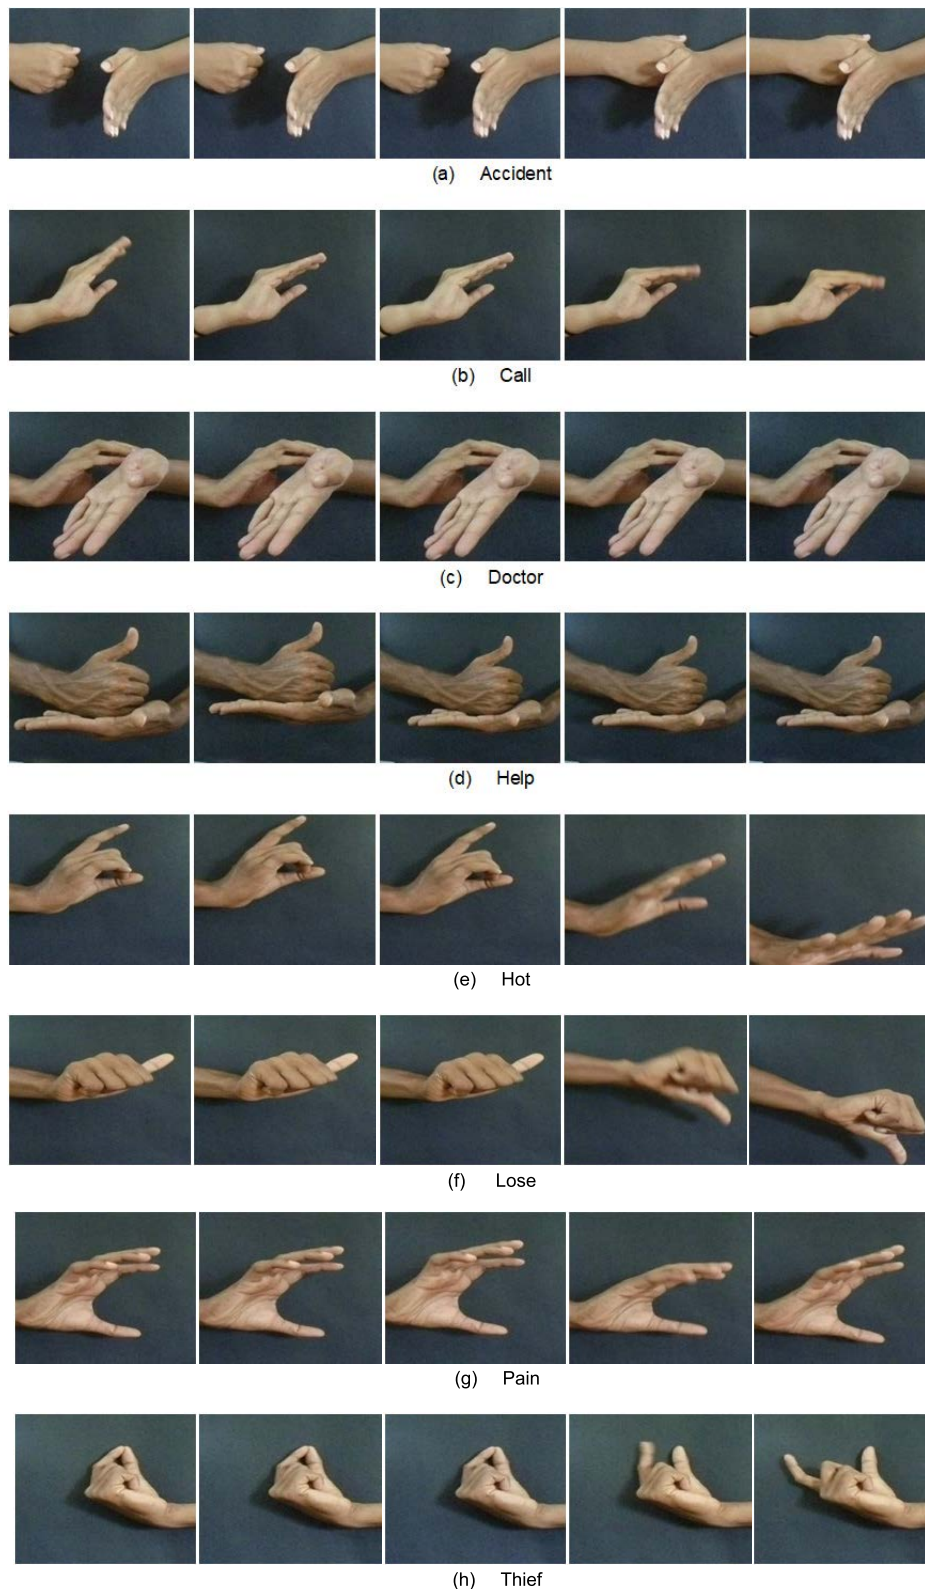 (a) Accident
(b) Call
(c) Doctor
(d) Help
(e) Hot
(f) Lose
(g) Pain
(h) Thief